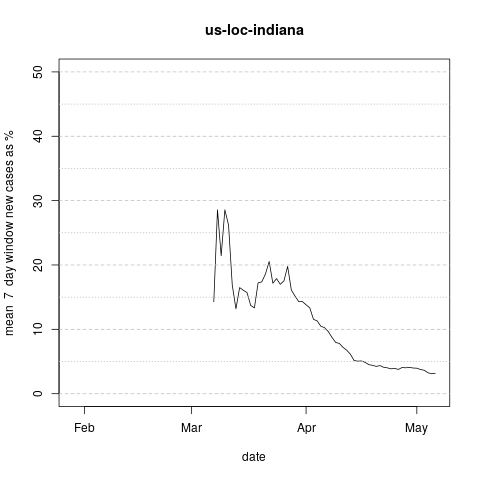 us-loc-indiana
mean 7 day window new cases as %
50
40
30
20
10
0
Feb
Mar
Apr
May
date